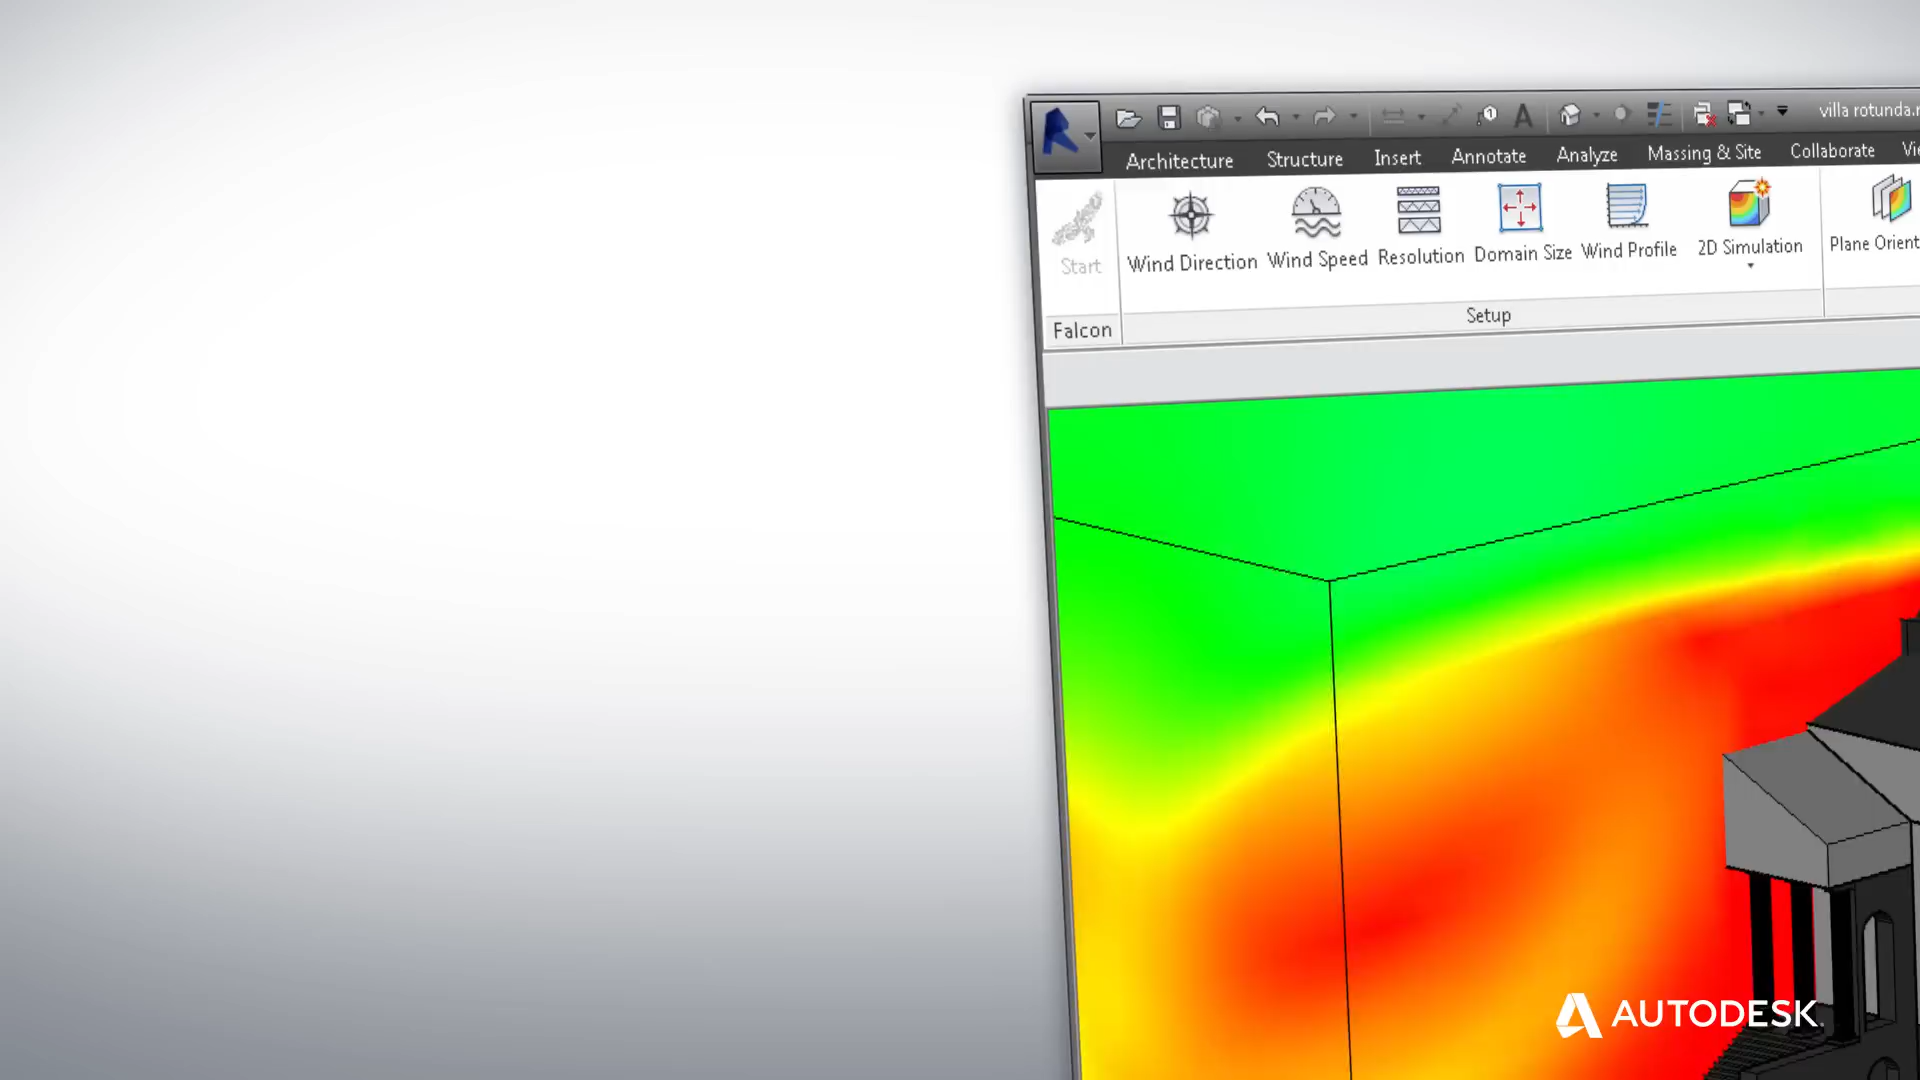 villa rotunda.r
Architecture Structure Insert Annotate Analyze Massing & Site Collaborate
Start Wind Direction Wind Speed Resolution Domain Size Wind Profile 2D Simulation Plane Orient
Falcon Setup
AUTODESK